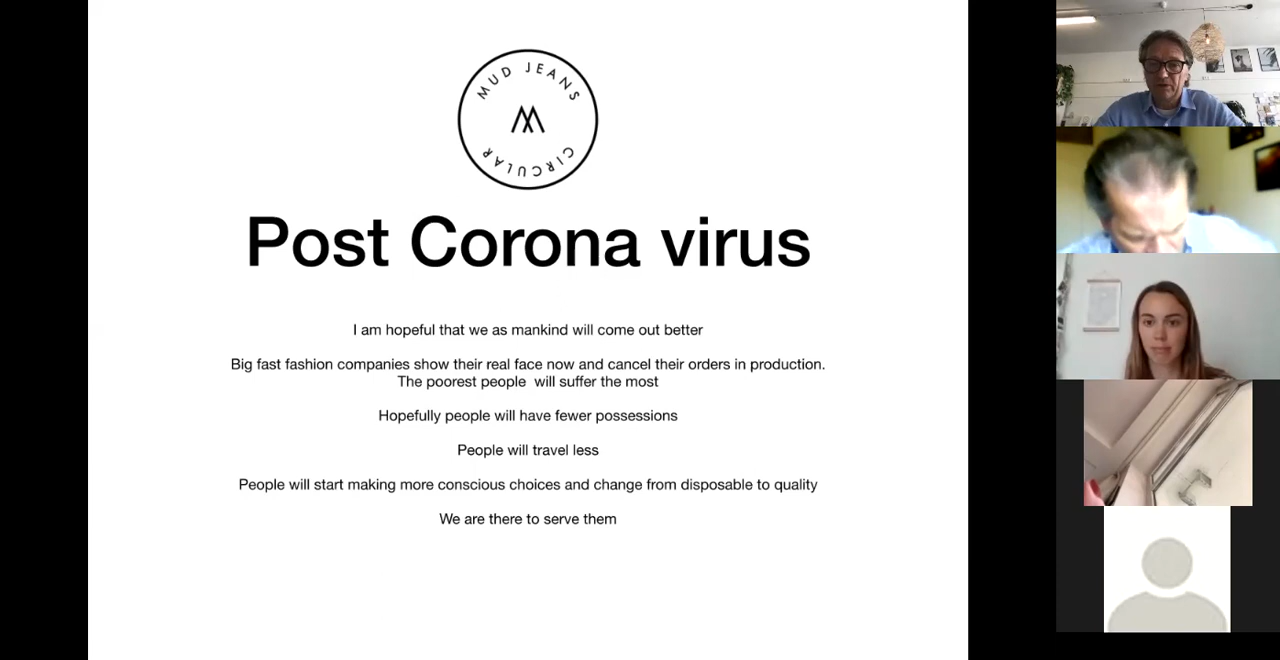 MUD JEANS
CIRCULAR
Post Corona virus
I am hopeful that we as mankind will come out better
Big fast fashion companies show their real face now and cancel their orders in production.
The poorest people will suffer the most
Hopefully people will have fewer possessions
People will travel less
People will start making more conscious choices and change from disposable to quality
We are there to serve them